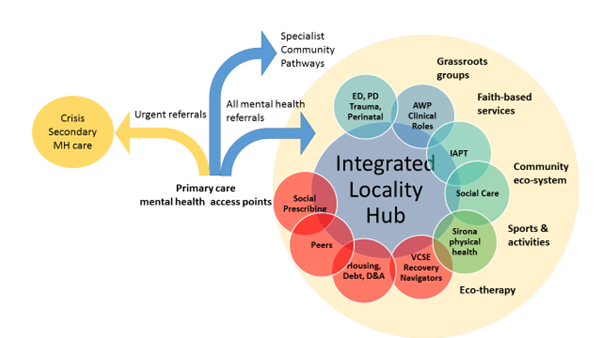 Specialist
Community
Pathways
Grassroots
groups
ED, PD
Trauma,
Perinatal
AWP
Clinical
Roles
Faith-based
services
Crisis
Secondary
MH care
Urgent referrals
All mental health
referrals
IAPT
Integrated
Locality
Hub
Community
eco-system
Social Care
Primary care
mental health access points
Social
Prescribing
Sirona
physical
health
Sports &
activities
Peers
Housing,
Debt, D&A
VCSE
Recovery
Navigators
Eco-therapy